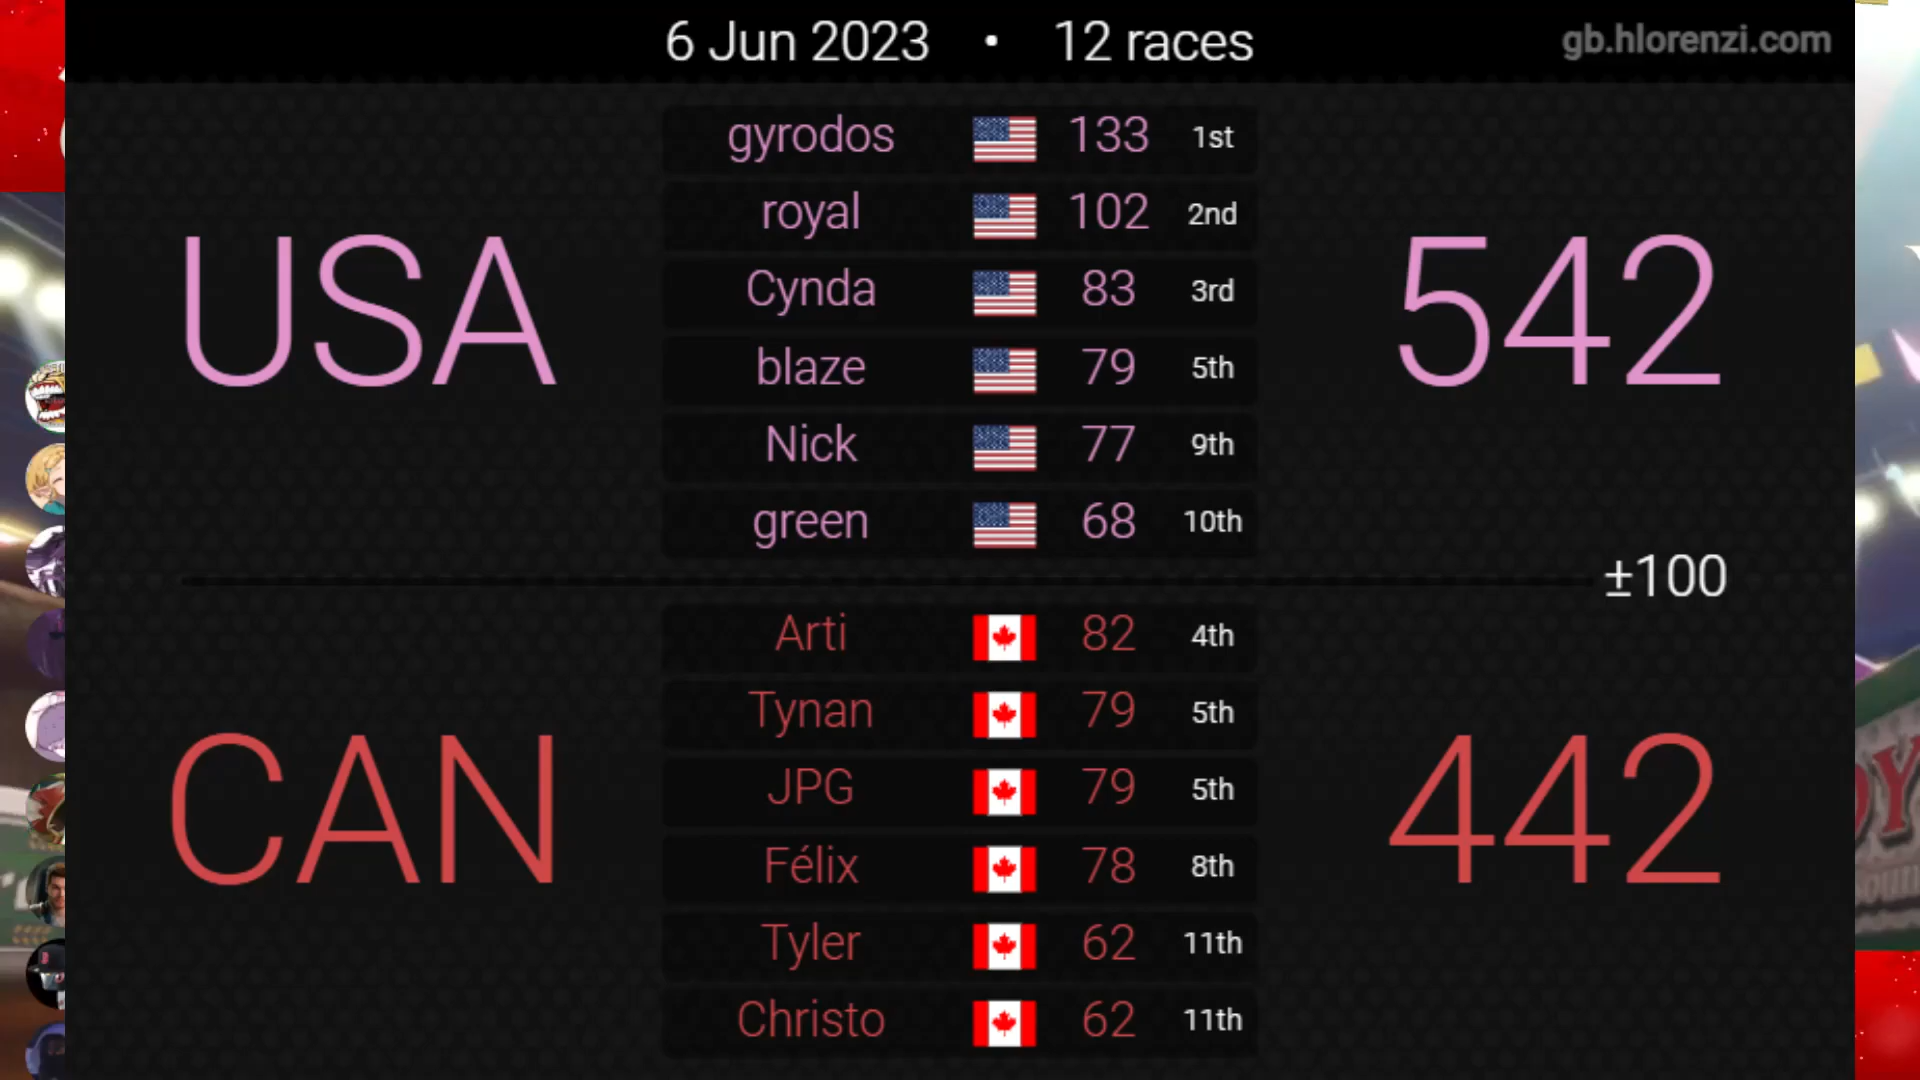 6 Jun 2023 • 12 races
gb.hlorenzi.com
USA
gyrodos 133 1st
royal 102 2nd
Cynda 83 3rd
blaze 79 5th
Nick 77 9th
green 68 10th
542
±100
CAN
Arti 82 4th
Tynan 79 5th
JPG 79 5th
Félix 78 8th
Tyler 62 11th
Christo 62 11th
442